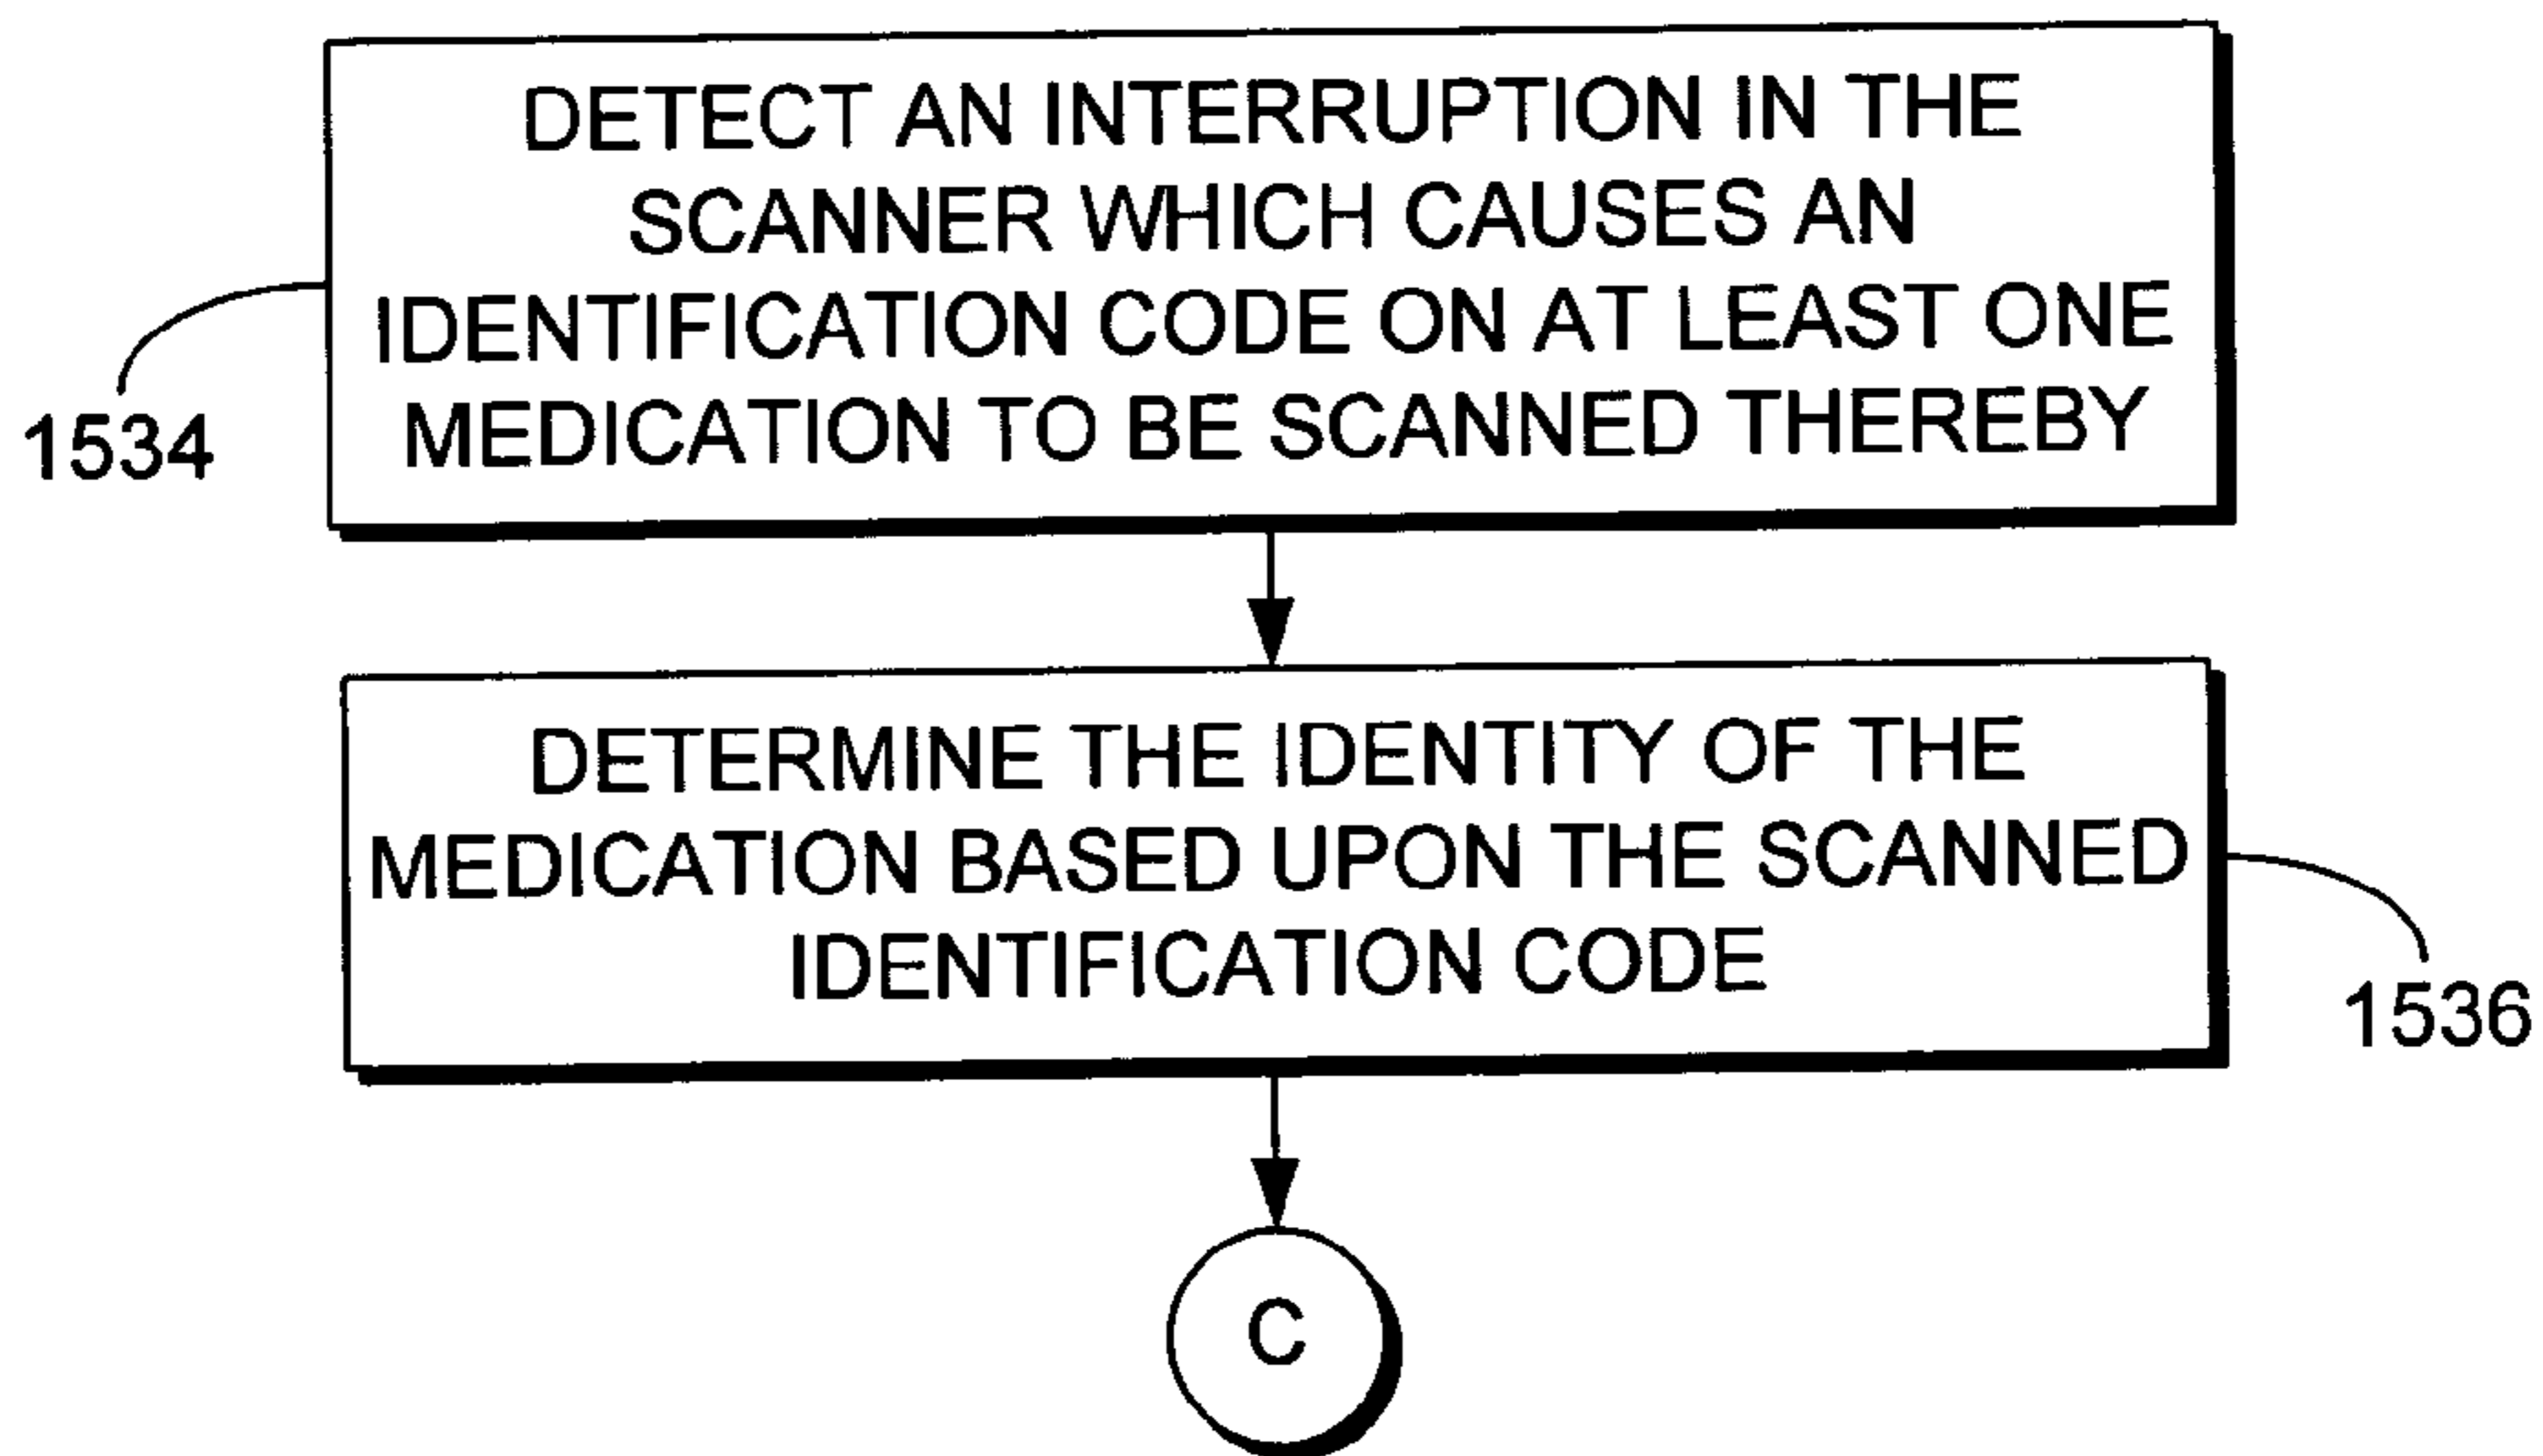 DETECT AN INTERRUPTION IN THE
SCANNER WHICH CAUSES AN
IDENTIFICATION CODE ON AT LEAST ONE
MEDICATION TO BE SCANNED THEREBY
1534
DETERMINE THE IDENTITY OF THE
MEDICATION BASED UPON THE SCANNED
IDENTIFICATION CODE
1536
C